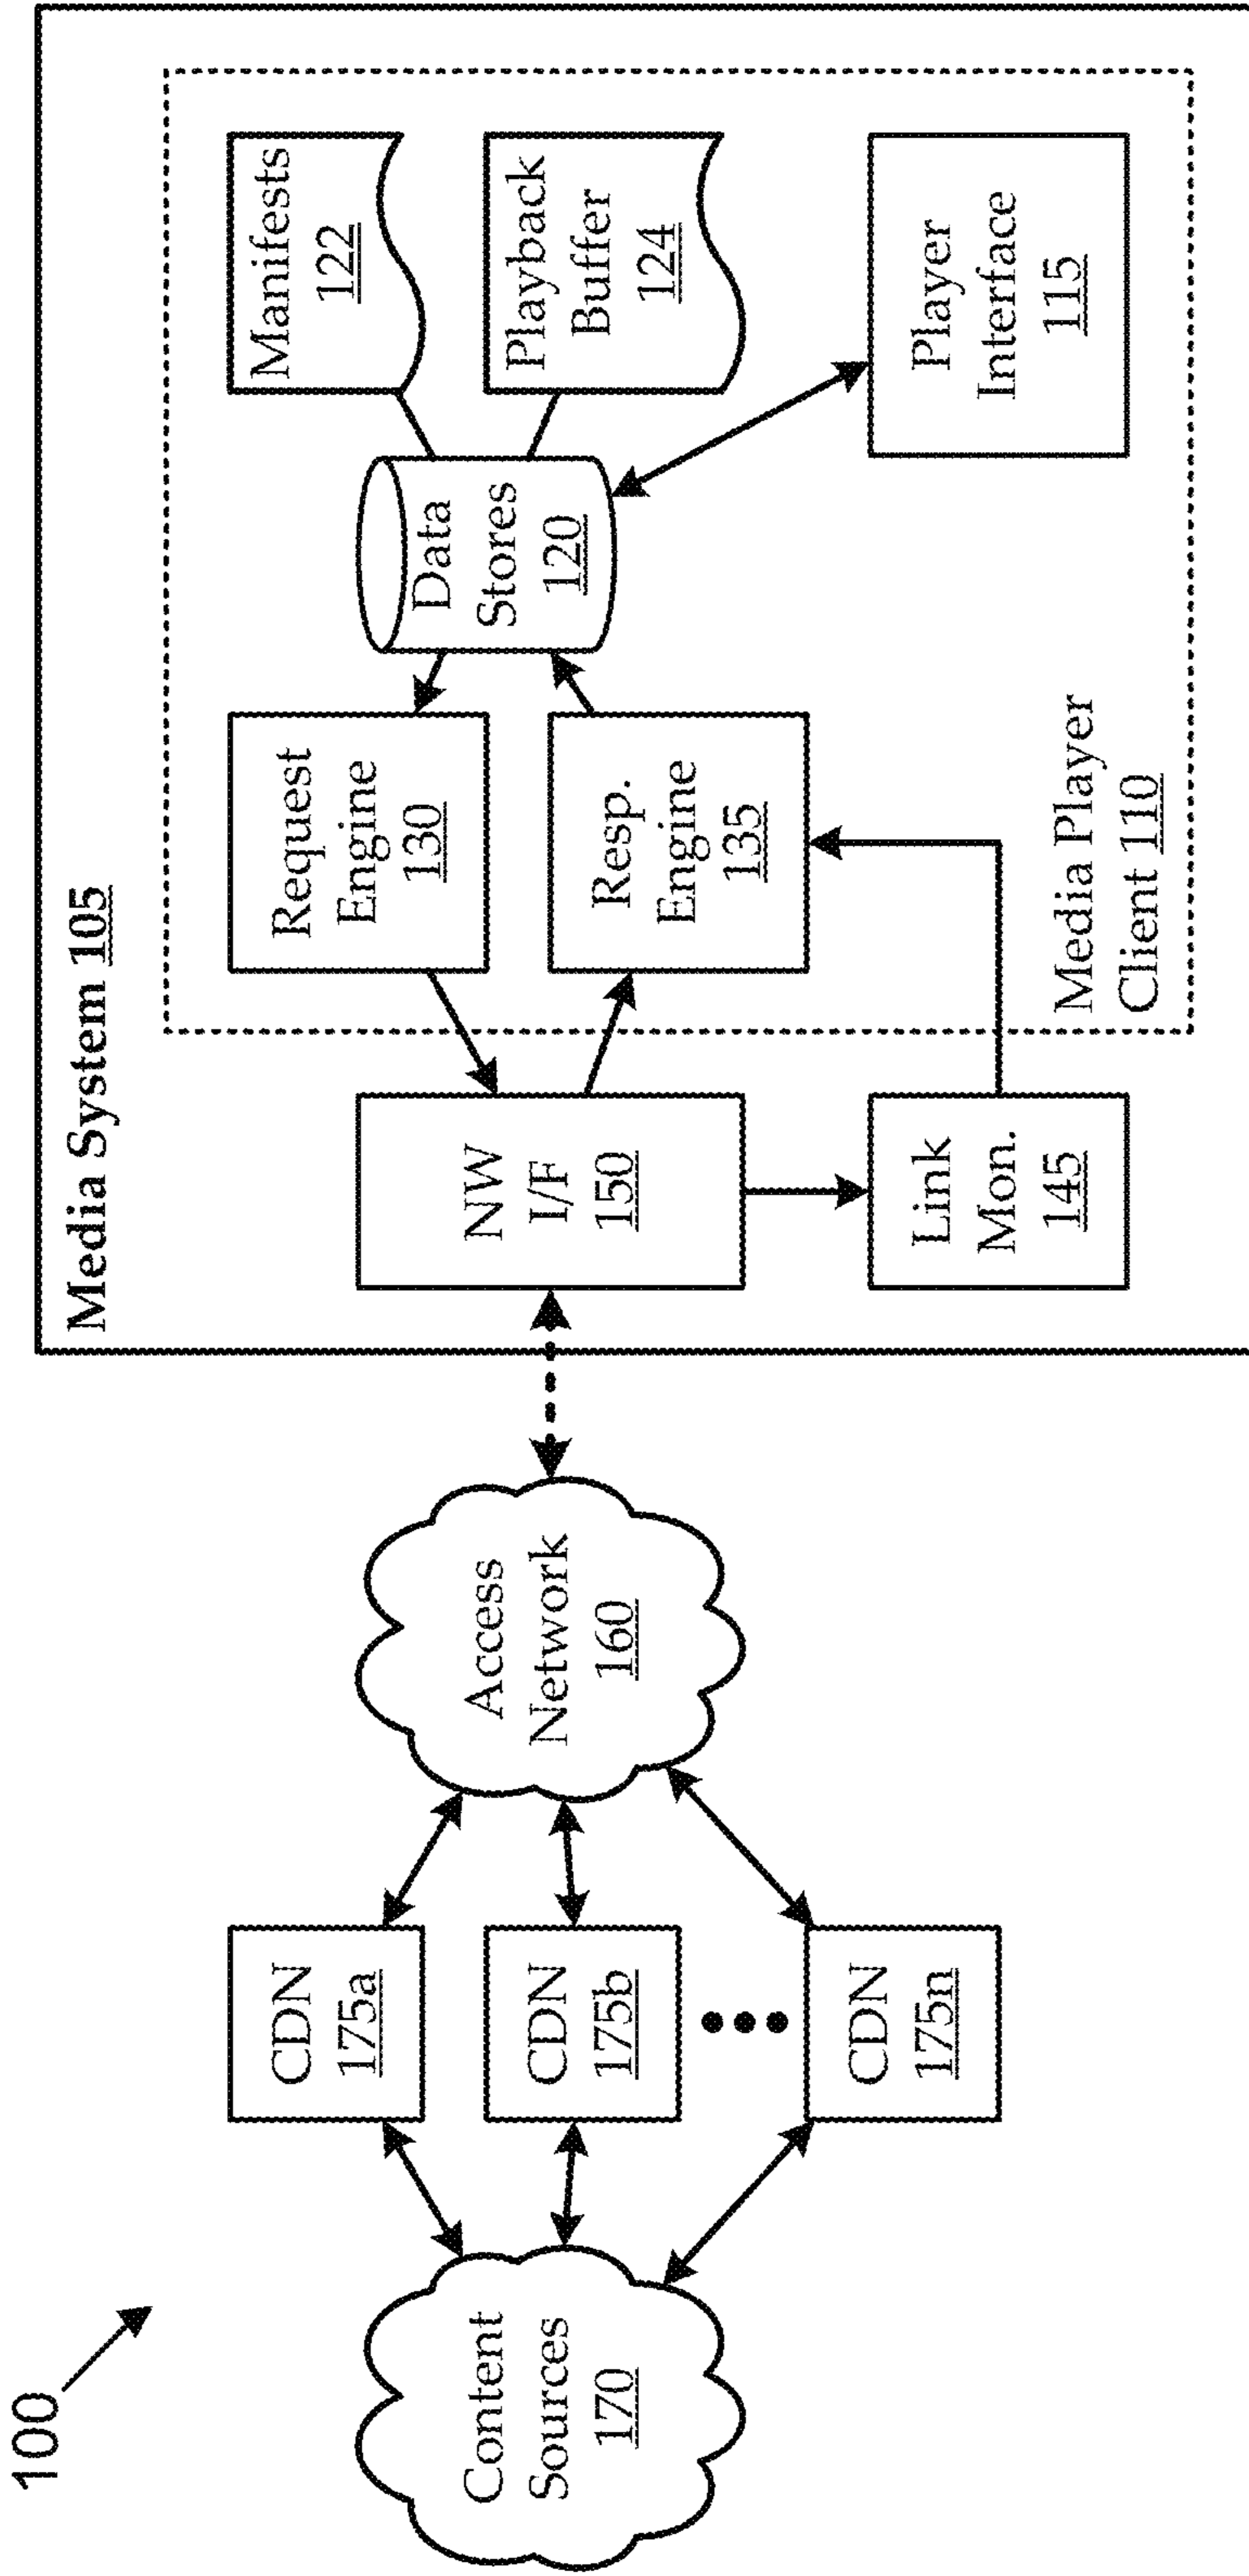 100
Content
Sources
170
CDN
175a
CDN
175b
CDN
175n
Access
Network
160
Media System 105
NW
I/F
150
Link
Mon.
145
Request
Engine
130
Resp.
Engine
135
Media Player
Client 110
Data
Stores
120
Manifests
122
Playback
Buffer
124
Player
Interface
115